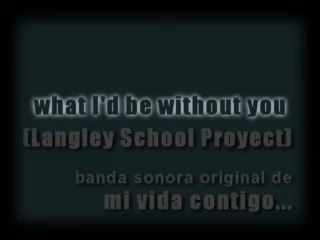 what I'd be without you
(Langley School Proyect)
banda sonora original de
mi vida contigo...